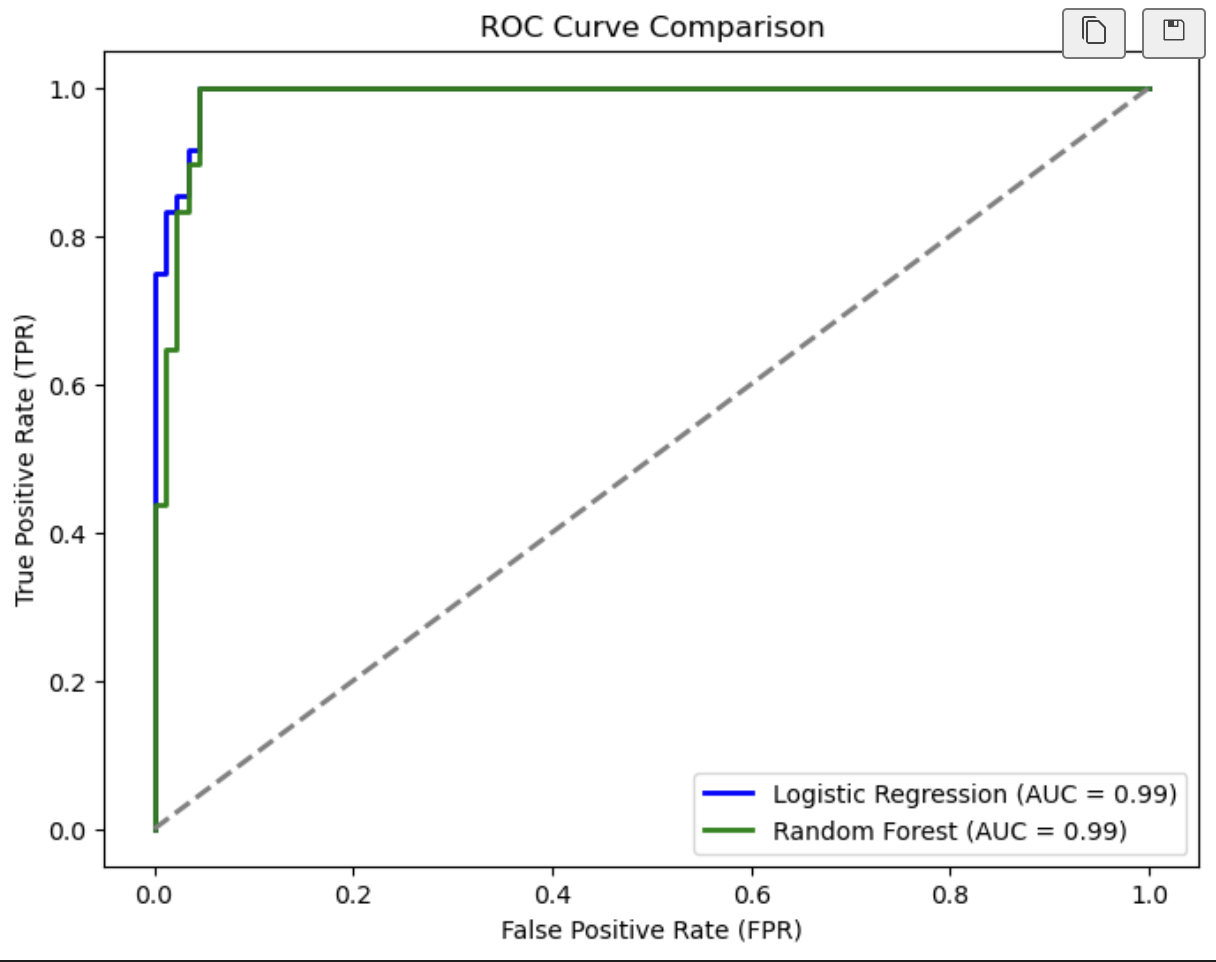 ROC Curve Comparison
1.0
0.8
0.6
0.4
0.2
0.0
True Positive Rate (TPR)
Logistic Regression (AUC = 0.99)
Random Forest (AUC = 0.99)
0.0 0.2 0.4 0.6 0.8 1.0
False Positive Rate (FPR)